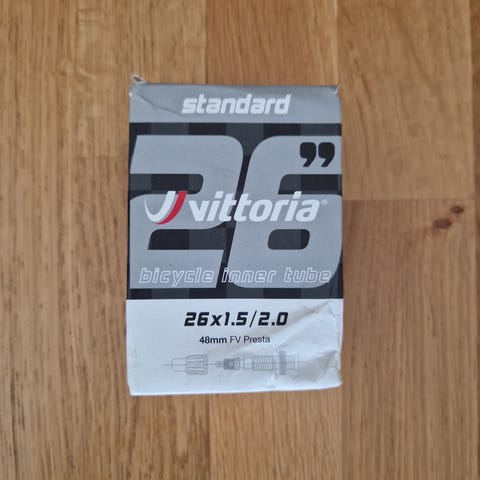 standard
26”
vittoria®
bicycle inner tube
26x1.5/2.0
48mm FV Presta